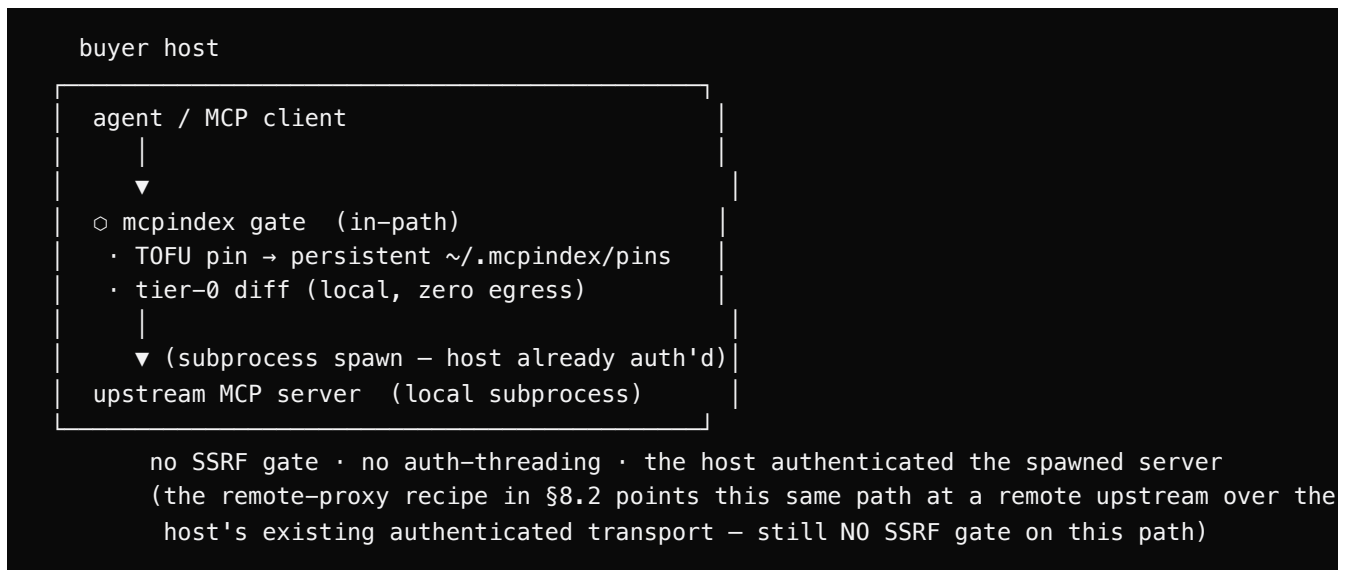 buyer host
agent / MCP client
▼
⬡ mcpindex gate (in–path)
· TOFU pin → persistent ~/.mcpindex/pins
· tier–0 diff (local, zero egress)
▼ (subprocess spawn — host already auth'd)
upstream MCP server (local subprocess)
no SSRF gate · no auth–threading · the host authenticated the spawned server
(the remote–proxy recipe in §8.2 points this same path at a remote upstream over the
host's existing authenticated transport — still NO SSRF gate on this path)